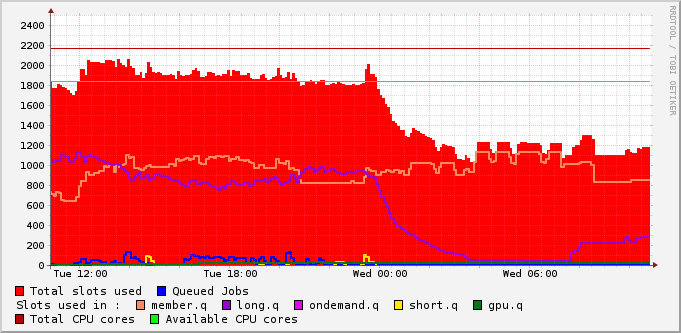 2400
2200
2000
1800
1600
1400
1200
1000
800
600
400
200
0
Tue 12:00 Tue 18:00 Wed 00:00 Wed 06:00
RRDTOOL / TOBI OETIKER
Total slots used Queued Jobs
Slots used in : member.q long.q ondemand.q short.q gpu.q
Total CPU cores Available CPU cores